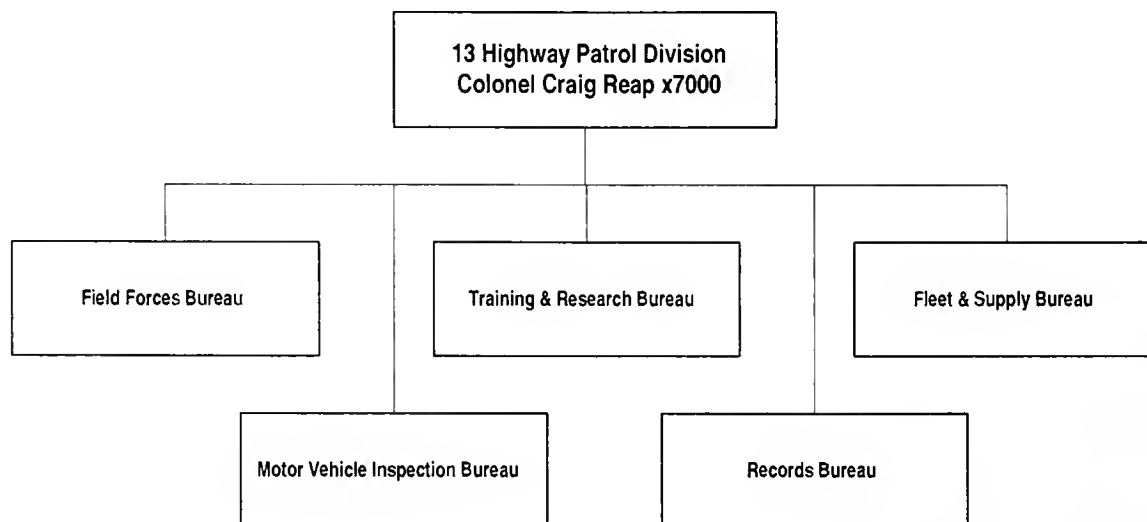 13 Highway Patrol Division
Colonel Craig Reap x7000
Field Forces Bureau
Training & Research Bureau
Fleet & Supply Bureau
Motor Vehicle Inspection Bureau
Records Bureau